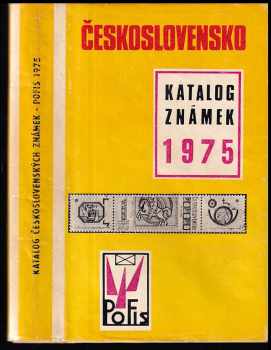 KATALOG ČESKOSLOVENSKÝCH ZNÁMEK - POFIS 1975
ČESKOSLOVENSKO
KATALOG
ZNÁMEK
1975
POFIS